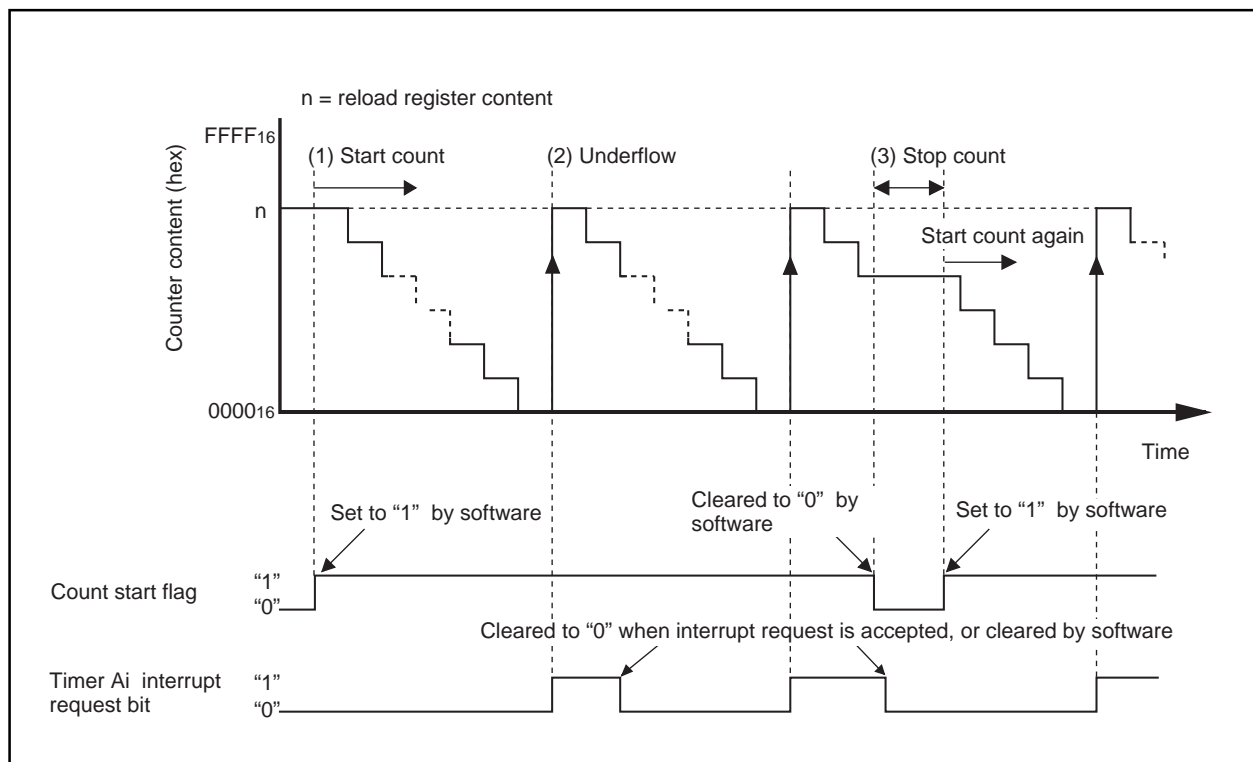 n = reload register content
FFFF16
(1) Start count
(2) Underflow
(3) Stop count
n
Start count again
Counter content (hex)
000016
Time
Set to “1” by software
Cleared to “0” by
software
Set to “1” by software
Count start flag
“1”
“0”
Cleared to “0” when interrupt request is accepted, or cleared by software
Timer Ai interrupt
request bit
“1”
“0”